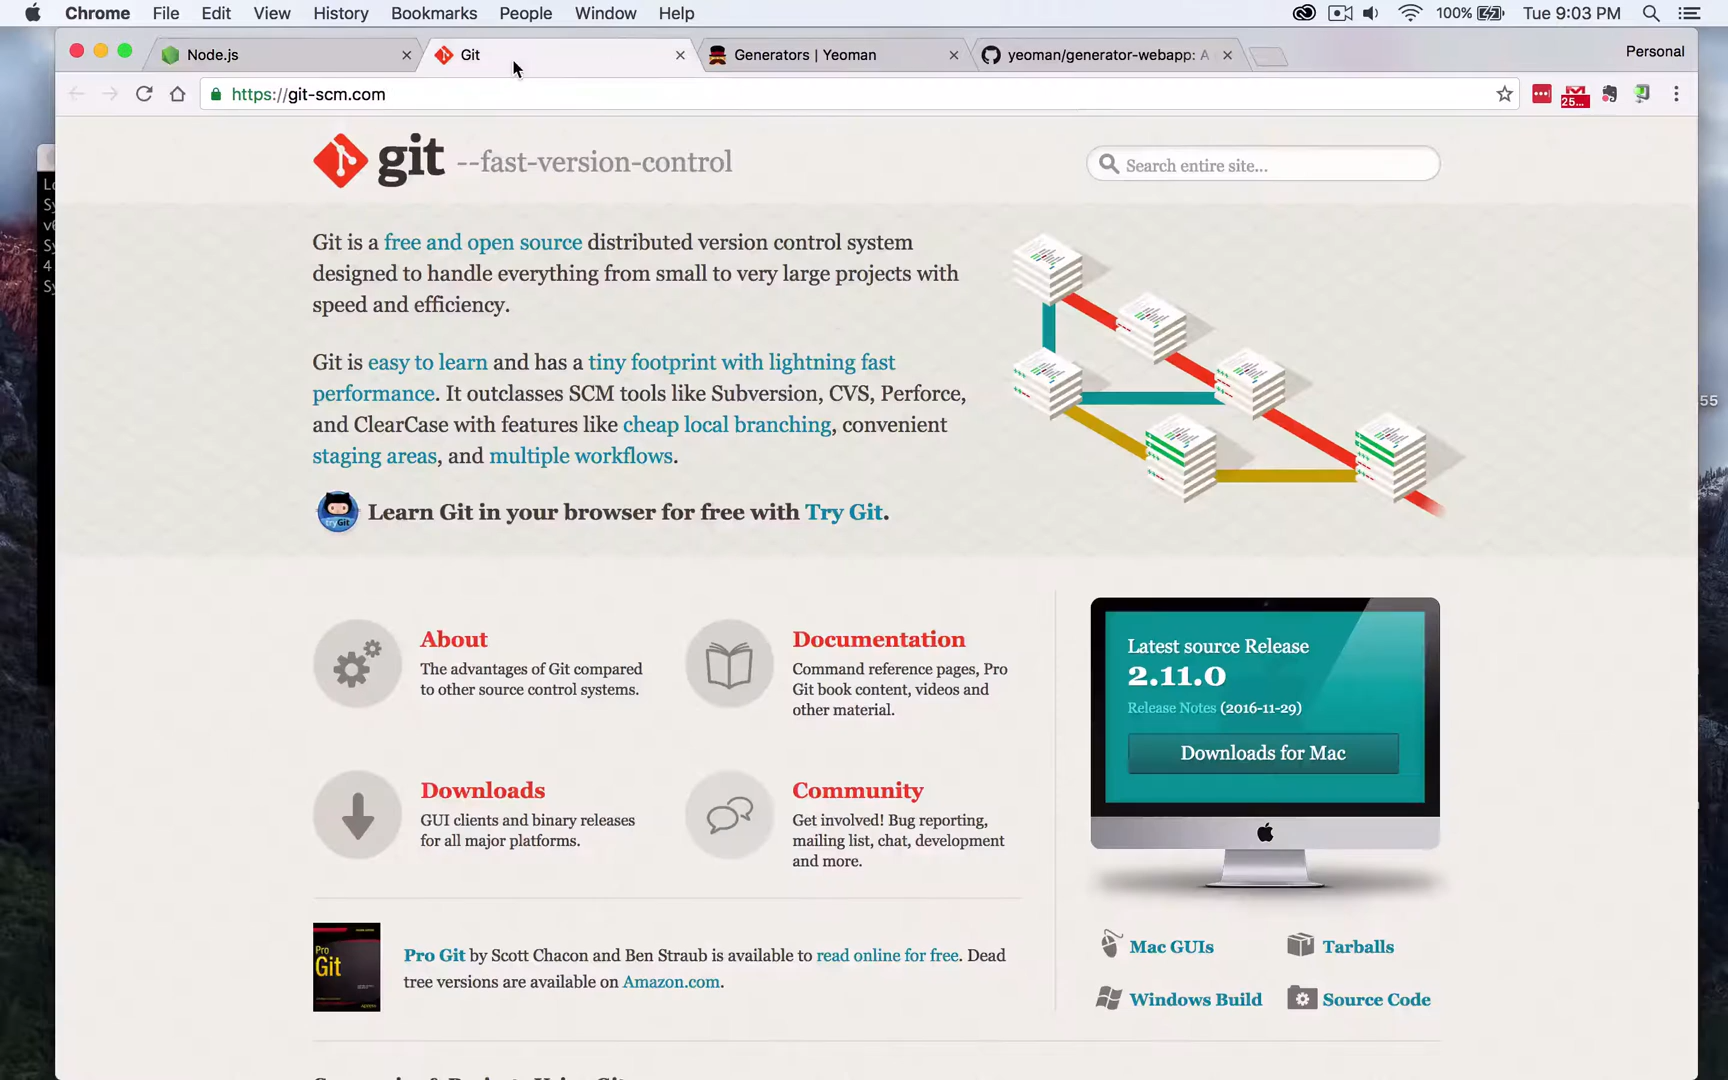 Chrome File Edit View History Bookmarks People Window Help 100% Tue 9:03 PM
Node.js Git Generators | Yeoman yeoman/generator-webapp: A Personal
https://git-scm.com
25...
git --fast-version-control
Search entire site...
Git is a free and open source distributed version control system
designed to handle everything from small to very large projects with
speed and efficiency.
Git is easy to learn and has a tiny footprint with lightning fast
performance. It outclasses SCM tools like Subversion, CVS, Perforce,
and ClearCase with features like cheap local branching, convenient
staging areas, and multiple workflows.
tryGit
Learn Git in your browser for free with Try Git.
About
The advantages of Git compared
to other source control systems.
Documentation
Command reference pages, Pro
Git book content, videos and
other material.
Downloads
GUI clients and binary releases
for all major platforms.
Community
Get involved! Bug reporting,
mailing list, chat, development
and more.
Latest source Release
2.11.0
Release Notes (2016-11-29)
Downloads for Mac
Pro
Git
Pro Git by Scott Chacon and Ben Straub is available to read online for free. Dead
tree versions are available on Amazon.com.
Mac GUIs
Tarballs
Windows Build
Source Code